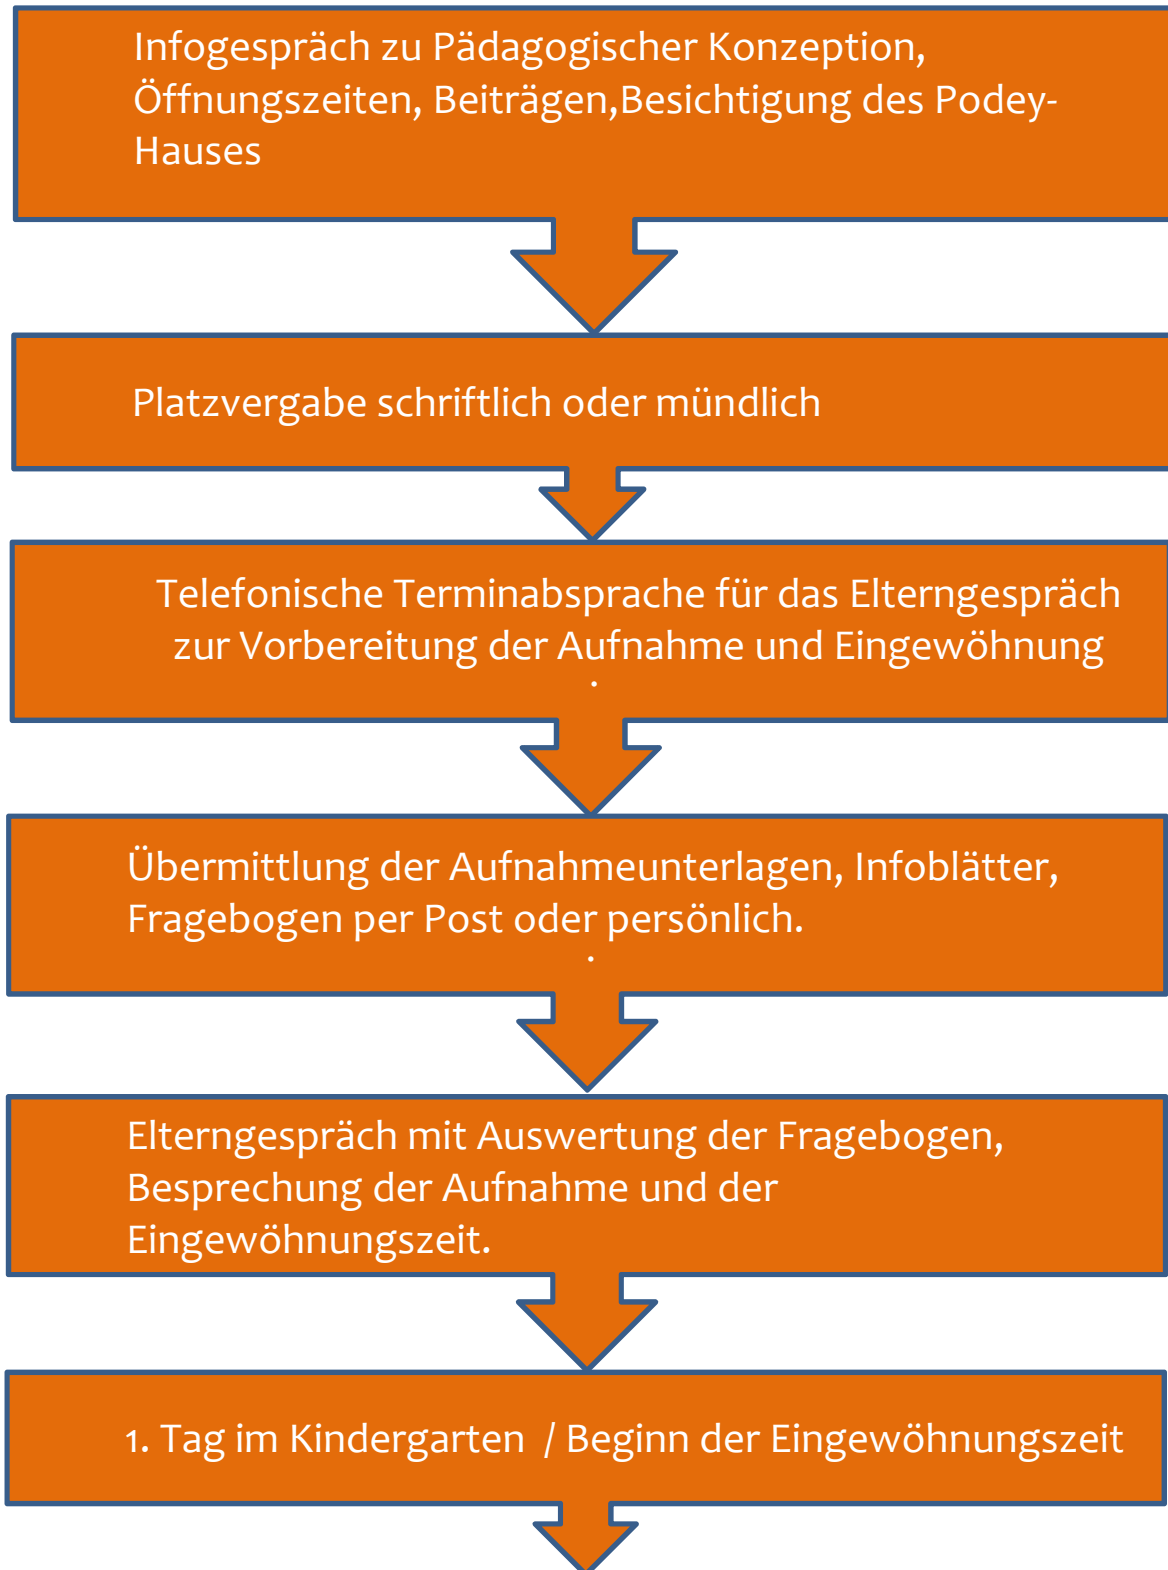 Infogespräch zu Pädagogischer Konzeption,
Öffnungszeiten, Beiträgen,Besichtigung des Podey-
Hauses
Platzvergabe schriftlich oder mündlich
Telefonische Terminabsprache für das Elterngespräch
zur Vorbereitung der Aufnahme und Eingewöhnung
.
Übermittlung der Aufnahmeunterlagen, Infoblätter,
Fragebogen per Post oder persönlich.
.
Elterngespräch mit Auswertung der Fragebogen,
Besprechung der Aufnahme und der
Eingewöhnungszeit.
1. Tag im Kindergarten / Beginn der Eingewöhnungszeit